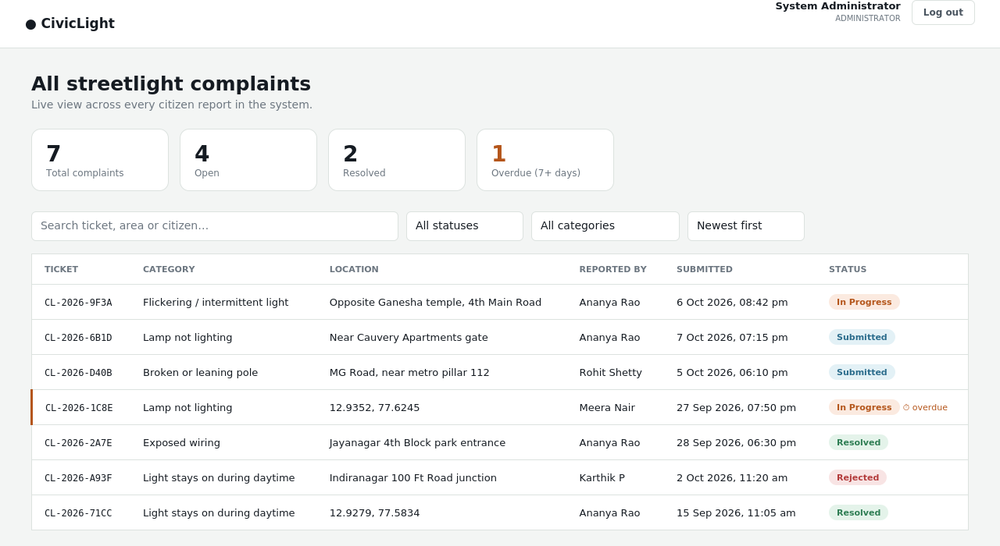 CivicLight
System Administrator
ADMINISTRATOR
Log out
All streetlight complaints
Live view across every citizen report in the system.
7
Total complaints
4
Open
2
Resolved
1
Overdue (7+ days)
Search ticket, area or citizen…
All statuses
All categories
Newest first
TICKET CATEGORY LOCATION REPORTED BY SUBMITTED STATUS
CL-2026-9F3A Flickering / intermittent light Opposite Ganesha temple, 4th Main Road Ananya Rao 6 Oct 2026, 08:42 pm In Progress
CL-2026-6B1D Lamp not lighting Near Cauvery Apartments gate Ananya Rao 7 Oct 2026, 07:15 pm Submitted
CL-2026-D40B Broken or leaning pole MG Road, near metro pillar 112 Rohit Shetty 5 Oct 2026, 06:10 pm Submitted
CL-2026-1C8E Lamp not lighting 12.9352, 77.6245 Meera Nair 27 Sep 2026, 07:50 pm In Progress ⏱ overdue
CL-2026-2A7E Exposed wiring Jayanagar 4th Block park entrance Ananya Rao 28 Sep 2026, 06:30 pm Resolved
CL-2026-A93F Light stays on during daytime Indiranagar 100 Ft Road junction Karthik P 2 Oct 2026, 11:20 am Rejected
CL-2026-71CC Light stays on during daytime 12.9279, 77.5834 Ananya Rao 15 Sep 2026, 11:05 am Resolved